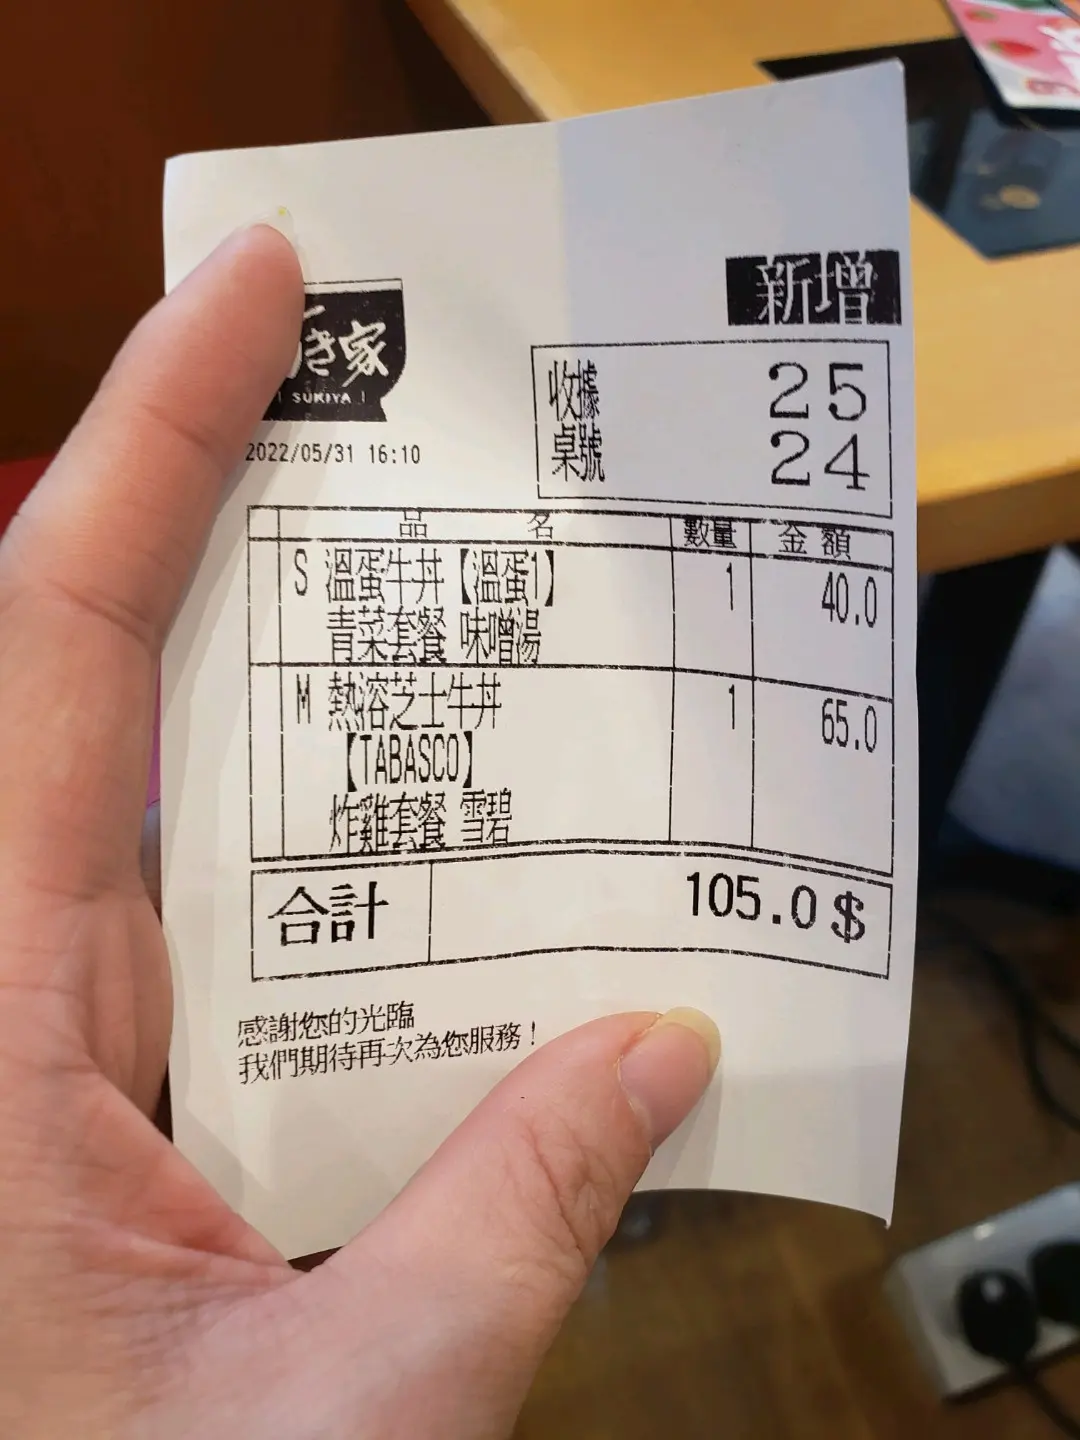 新增
き家
SUKIYA
2022/05/31 16:10
收據 25
桌號 24
品名 數量 金額
S 溫蛋牛丼【溫蛋1】 1 40.0
青菜套餐 味噌湯
M 熱溶芝士牛丼 1 65.0
【TABASCO】
炸雞套餐 雪碧
合計 105.0$
感謝您的光臨
我們期待再次為您服務！